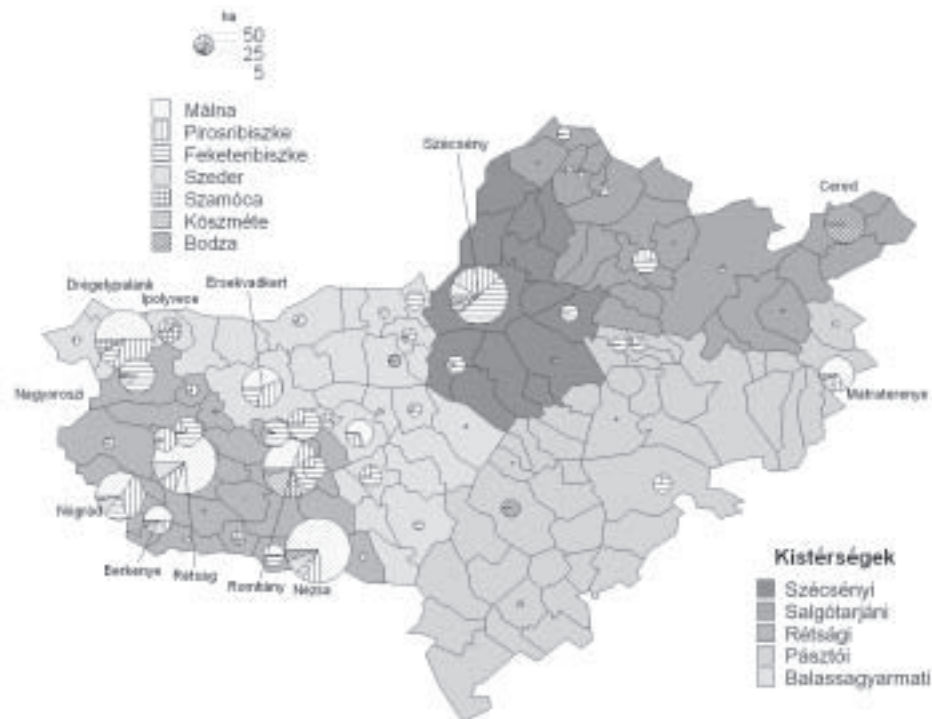 ha
50
25
5
Málna
Pirosribiszke
Feketeribiszke
Szeder
Szamóca
Köszméte
Bodza
Szécsény
Cered
Drégelypalánk
Ipolyvece
Érsekvadkert
Nagyoroszi
Mátraterenye
Nógrád
Berkenye
Rétság
Romhány
Nézsa
Kistérségek
Szécsényi
Salgótarjáni
Rétsági
Pásztói
Balassagyarmati